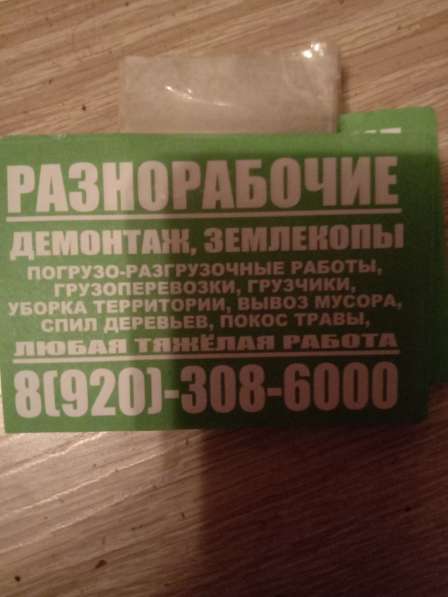 РАЗНОРАБОЧИЕ
ДЕМОНТАЖ, ЗЕМЛЕКОПЫ
ПОГРУЗО-РАЗГРУЗОЧНЫЕ РАБОТЫ,
ГРУЗОПЕРЕВОЗКИ, ГРУЗЧИКИ,
УБОРКА ТЕРРИТОРИИ, ВЫВОЗ МУСОРА,
СПИЛ ДЕРЕВЬЕВ, ПОКОС ТРАВЫ,
ЛЮБАЯ ТЯЖЁЛАЯ РАБОТА
8(920)-308-6000